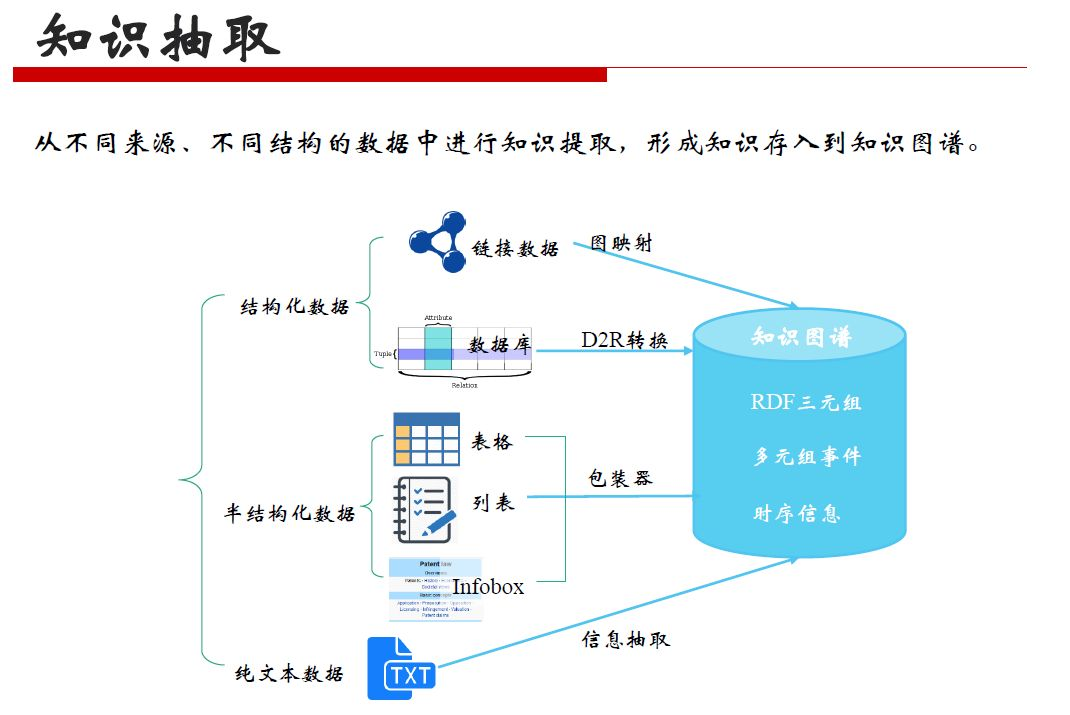 知识抽取
从不同来源、不同结构的数据中进行知识提取，形成知识存入到知识图谱。
链接数据
图映射
结构化数据
Attribute
Tuple
数据库
Relation
D2R转换
知识图谱
RDF三元组
多元组事件
时序信息
表格
包装器
列表
半结构化数据
Patent law
Overviews
Infobox
Basic concepts
Patent claims
信息抽取
纯文本数据
TXT